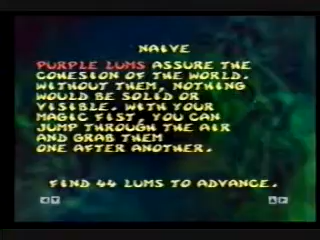 NAIVE
PURPLE LUMS ASSURE THE
COHESION OF THE WORLD.
WITHOUT THEM, NOTHING
WOULD BE SOLID OR
VISIBLE. WITH YOUR
MAGIC FIST, YOU CAN
JUMP THROUGH THE AIR
AND GRAB THEM
ONE AFTER ANOTHER.
FIND 44 LUMS TO ADVANCE.